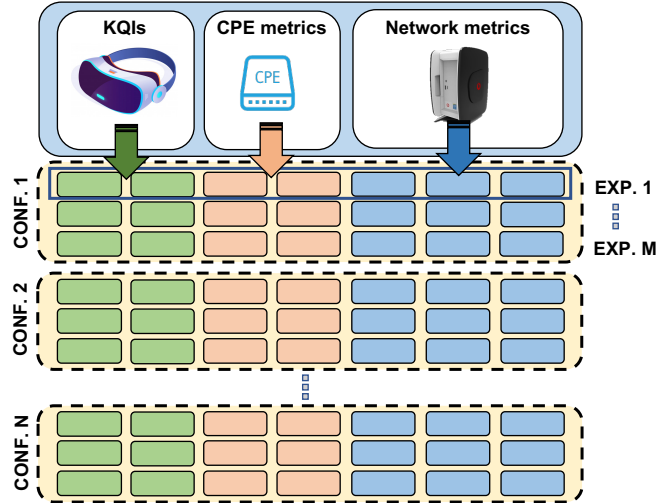 KQIs
CPE metrics
Network metrics
CPE
CONF. 1
EXP. 1
EXP. M
CONF. 2
CONF. N